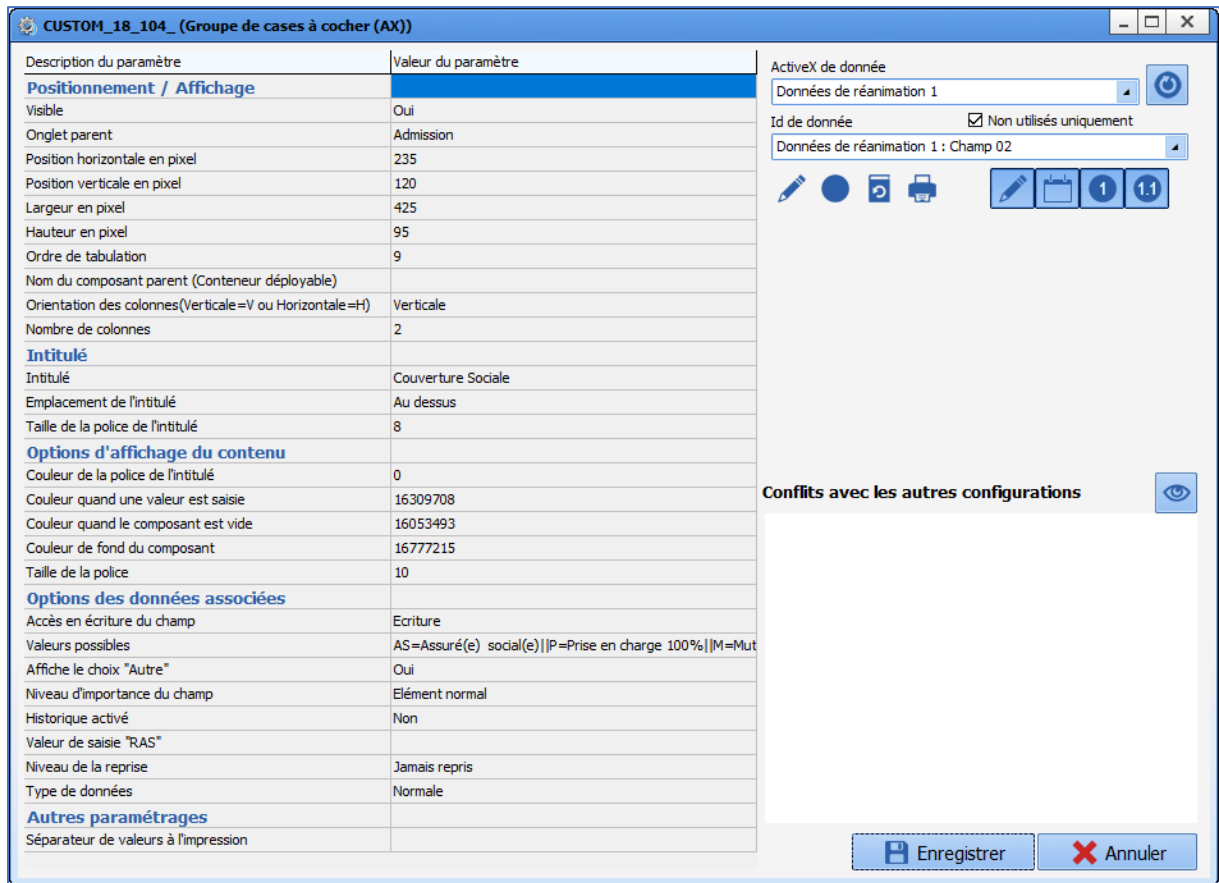 CUSTOM_18_104_ (Groupe de cases à cocher (AX))
Description du paramètre Valeur du paramètre
Positionnement / Affichage
Visible Oui
Onglet parent Admission
Position horizontale en pixel 235
Position verticale en pixel 120
Largeur en pixel 425
Hauteur en pixel 95
Ordre de tabulation 9
Nom du composant parent (Conteneur déployable)
Orientation des colonnes(Verticale=V ou Horizontale=H) Verticale
Nombre de colonnes 2
Intitulé
Intitulé Couverture Sociale
Emplacement de l'intitulé Au dessus
Taille de la police de l'intitulé 8
Options d'affichage du contenu
Couleur de la police de l'intitulé 0
Couleur quand une valeur est saisie 16309708
Couleur quand le composant est vide 16053493
Couleur de fond du composant 16777215
Taille de la police 10
Options des données associées
Accès en écriture du champ Ecriture
Valeurs possibles AS=Assuré(e) social(e)||P=Prise en charge 100%||M=Mut
Affiche le choix "Autre" Oui
Niveau d'importance du champ Elément normal
Historique activé Non
Valeur de saisie "RAS"
Niveau de la reprise Jamais repris
Type de données Normale
Autres paramétrages
Séparateur de valeurs à l'impression
ActiveX de donnée
Données de réanimation 1
Id de donnée Non utilisés uniquement
Données de réanimation 1 : Champ 02
1 1.1
Conflits avec les autres configurations
Enregistrer Annuler